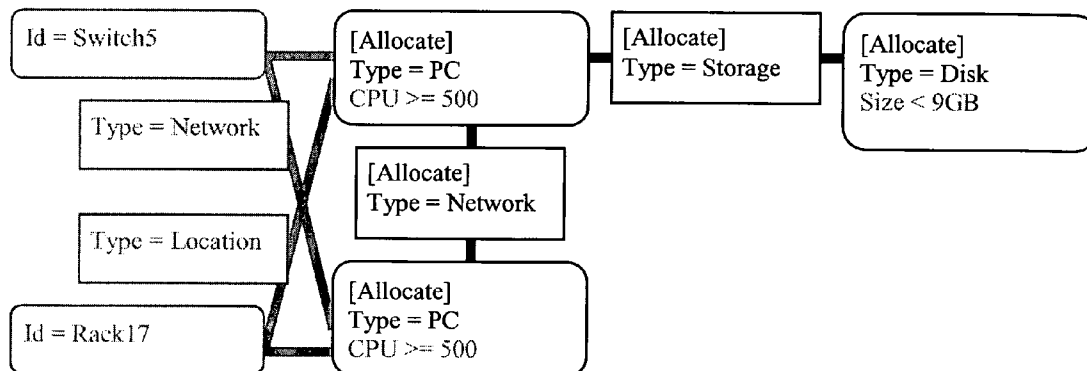 Id = Switch5
Type = Network
Type = Location
Id = Rack17
[Allocate]
Type = PC
CPU >= 500
[Allocate]
Type = Network
[Allocate]
Type = PC
CPU >= 500
[Allocate]
Type = Storage
[Allocate]
Type = Disk
Size < 9GB